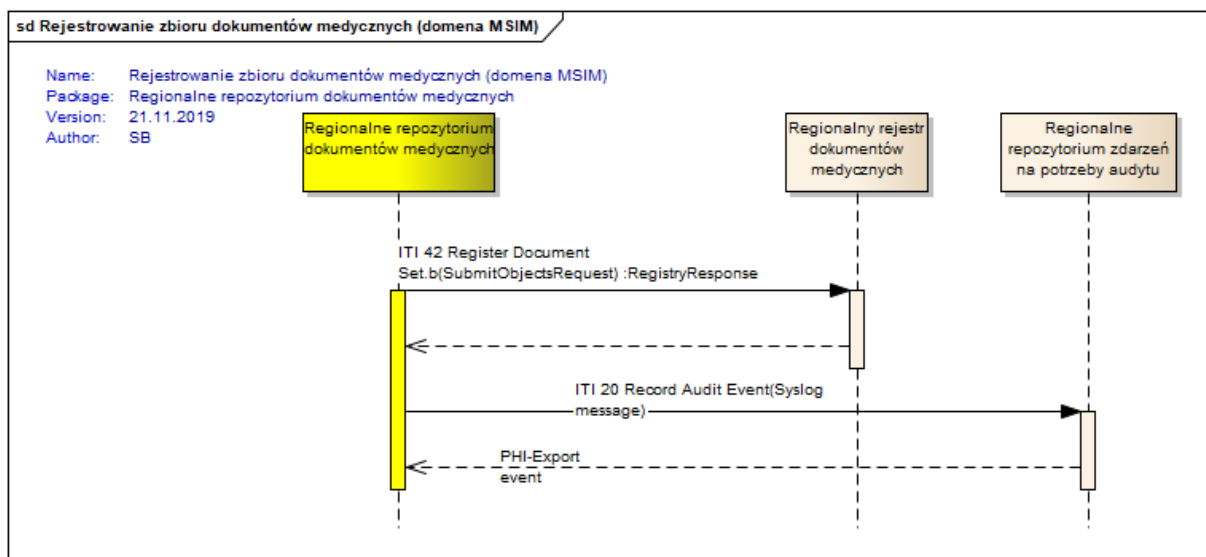 sd Rejestrowanie zbioru dokumentów medycznych (domena MSIM)
Name: Rejestrowanie zbioru dokumentów medycznych (domena MSIM)
Package: Regionalne repozytorium dokumentów medycznych
Version: 21.11.2019
Author: SB
Regionalne repozytorium
dokumentów medycznych
Regionalny rejestr
dokumentów
medycznych
Regionalne
repozytorium zdarzeń
na potrzeby audytu
ITI 42 Register Document
Set.b(SubmitObjectsRequest) :RegistryResponse
ITI 20 Record Audit Event(Syslog
message)
PHI-Export
event